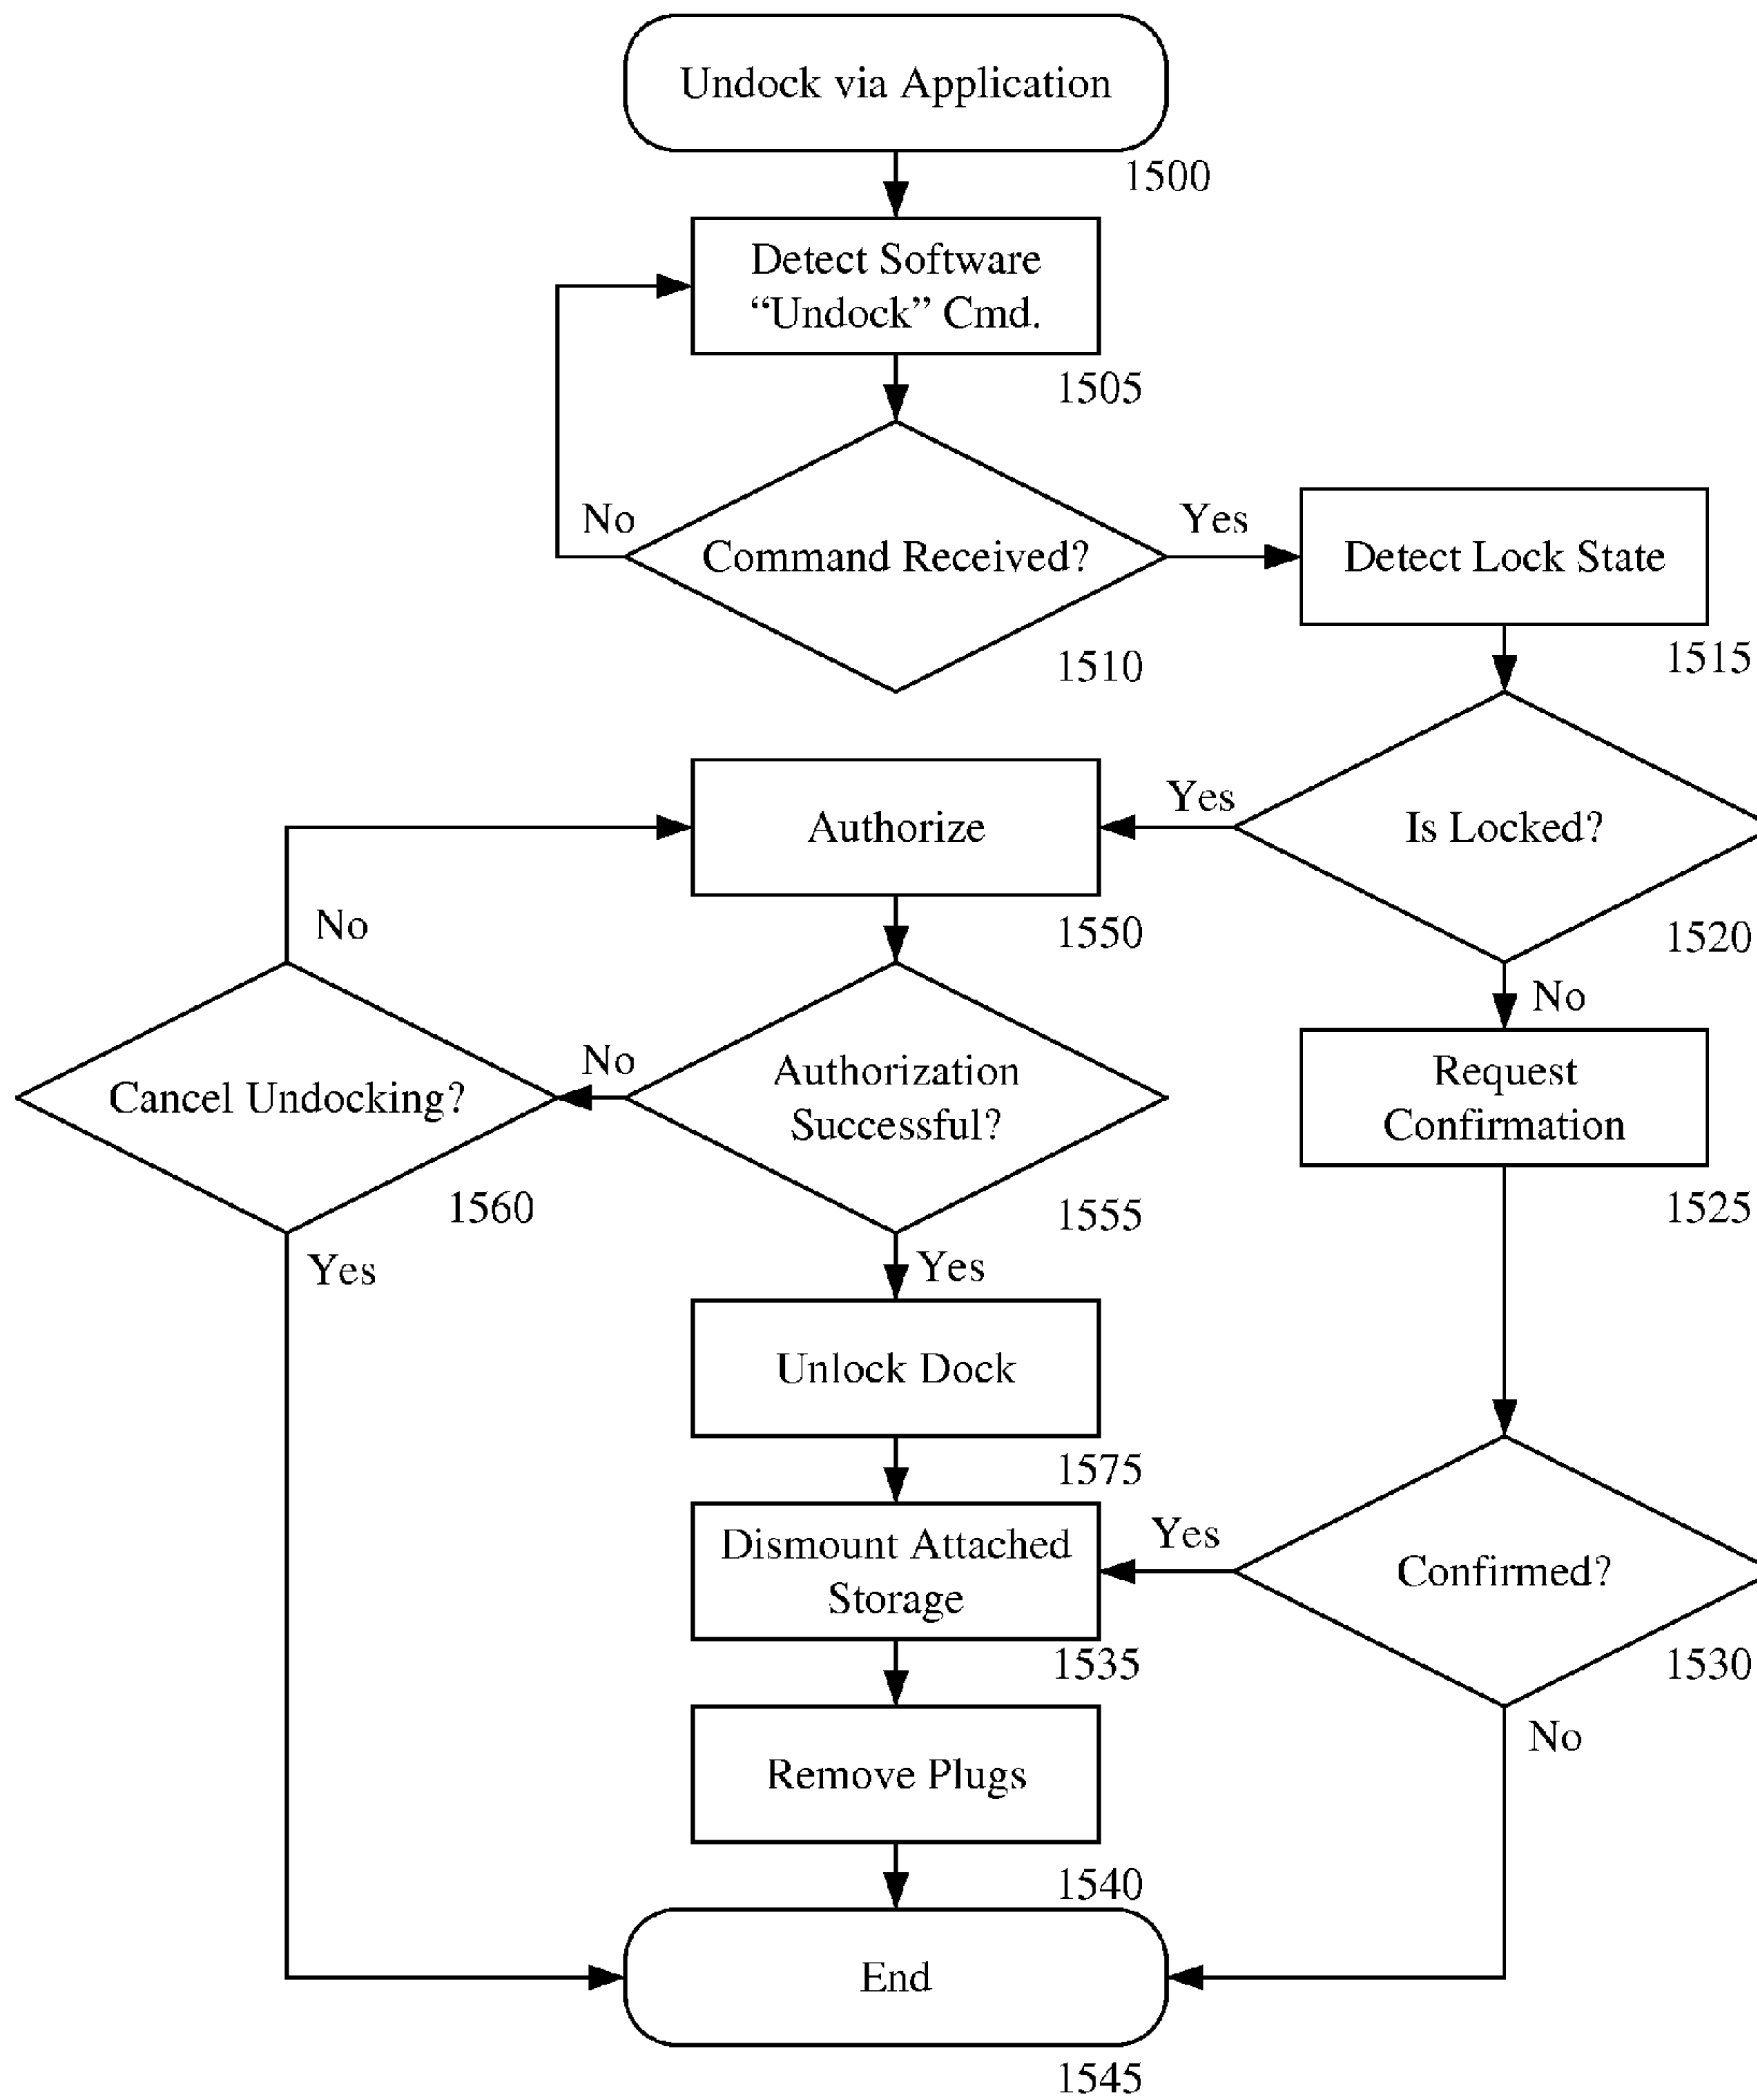 Undock via Application
1500
Detect Software
“Undock” Cmd.
1505
No
Command Received?
Yes
1510
Detect Lock State
1515
Authorize
Yes
Is Locked?
1550
1520
No
No
Cancel Undocking?
No
Authorization
Successful?
Request
Confirmation
1560
1555
1525
Yes
Yes
Unlock Dock
1575
Dismount Attached
Storage
Yes
Confirmed?
1535
1530
Remove Plugs
No
1540
End
1545